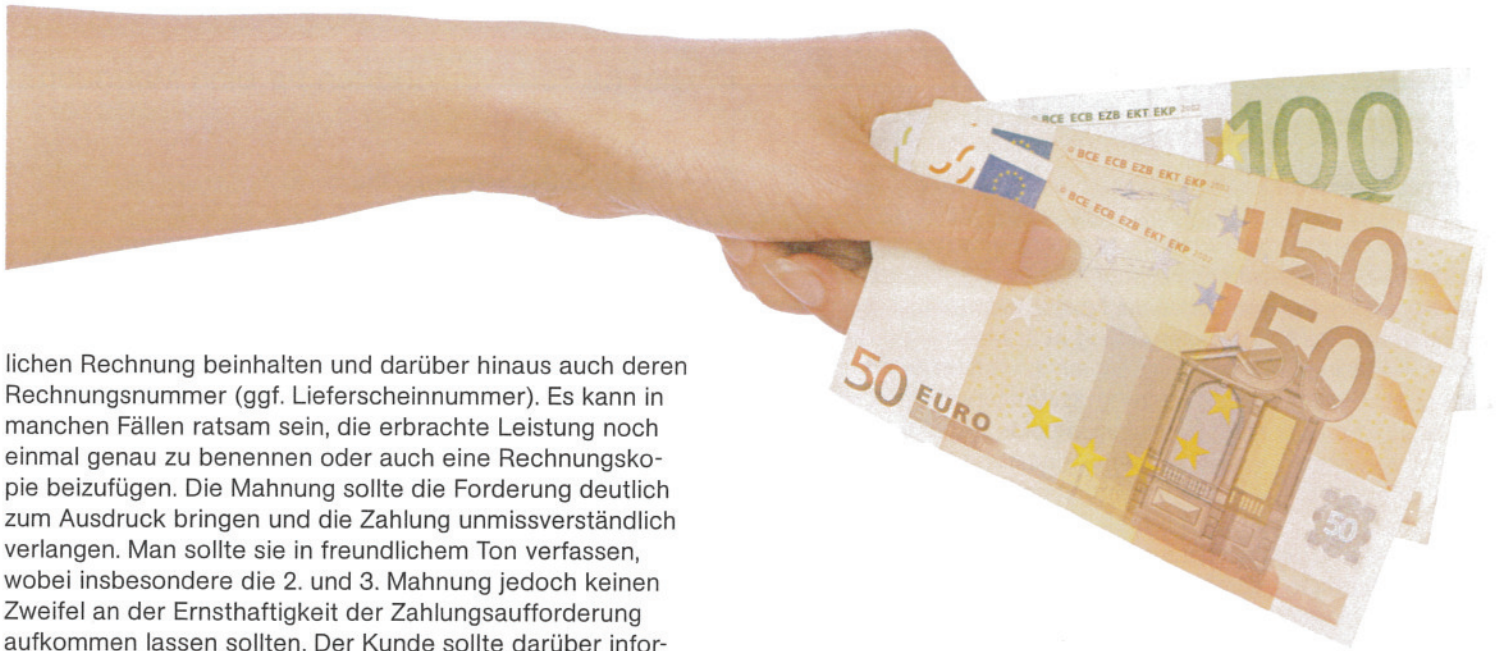 BCE ECB EZB EKT EKP 2002
100
BCE ECB EZB EKT EKP 2002
50
BCE ECB EZB EKT EKP 2002
50
50 EURO
50
lichen Rechnung beinhalten und darüber hinaus auch deren
Rechnungsnummer (ggf. Lieferscheinnummer). Es kann in
manchen Fällen ratsam sein, die erbrachte Leistung noch
einmal genau zu benennen oder auch eine Rechnungsko-
pie beizufügen. Die Mahnung sollte die Forderung deutlich
zum Ausdruck bringen und die Zahlung unmissverständlich
verlangen. Man sollte sie in freundlichem Ton verfassen,
wobei insbesondere die 2. und 3. Mahnung jedoch keinen
Zweifel an der Ernsthaftigkeit der Zahlungsaufforderung
aufkommen lassen sollten. Der Kunde sollte darüber infor-